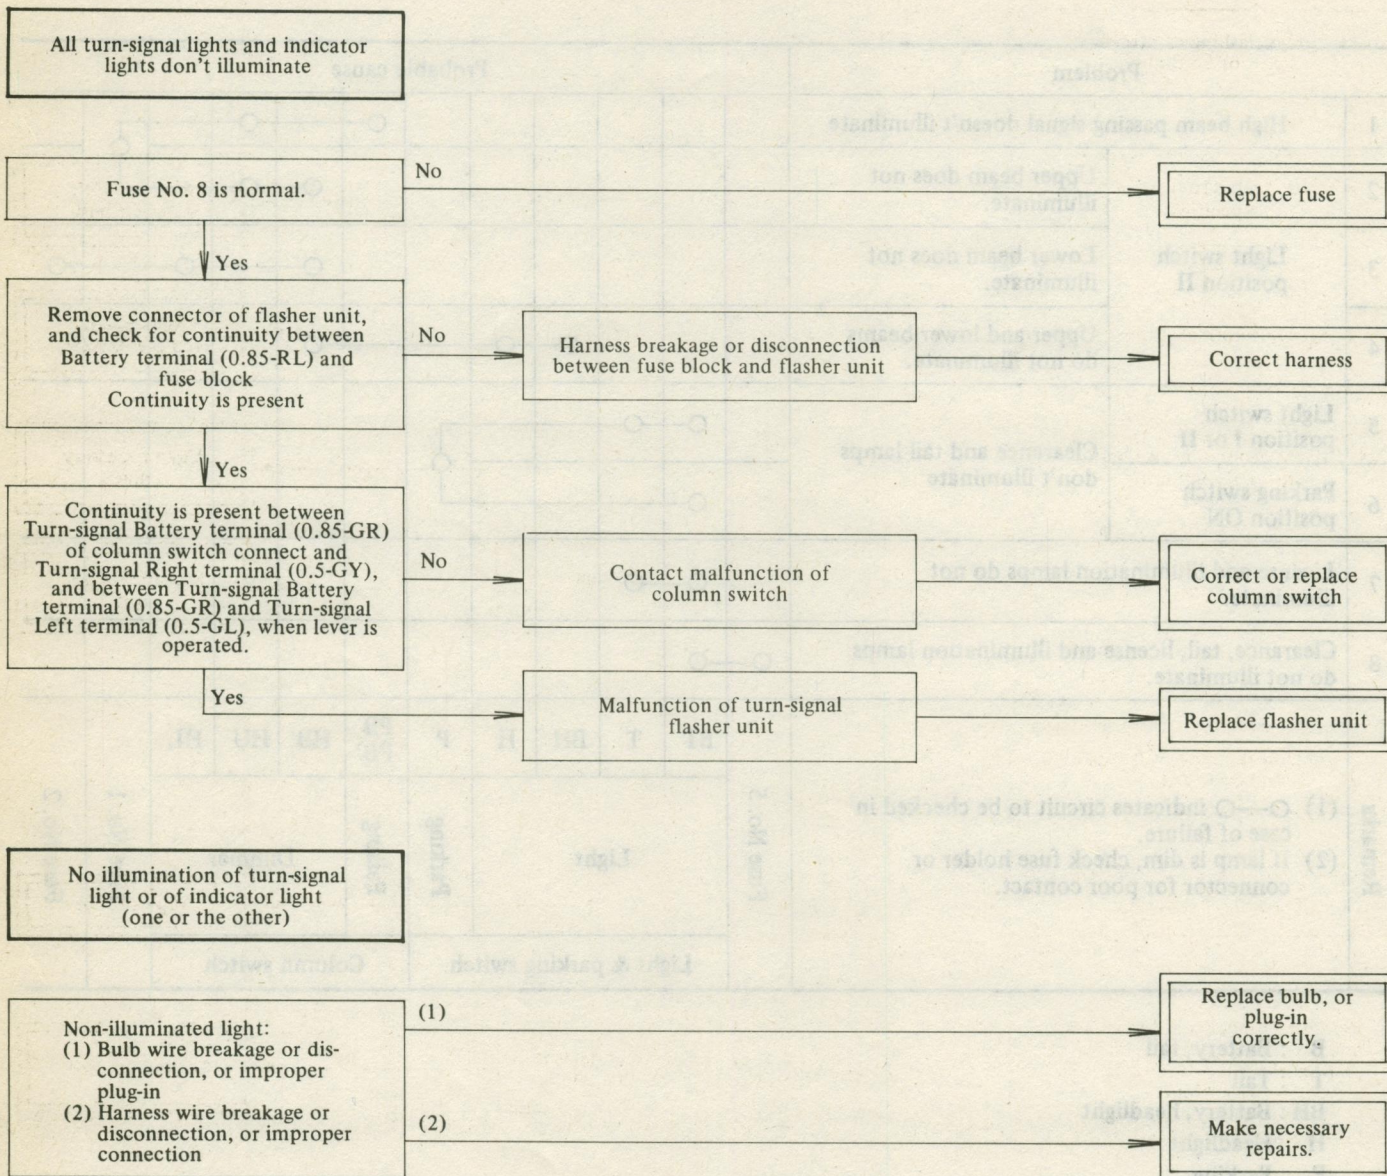 All turn-signal lights and indicator
lights don't illuminate
Fuse No. 8 is normal.
No
Replace fuse
Yes
Remove connector of flasher unit,
and check for continuity between
Battery terminal (0.85-RL) and
fuse block
Continuity is present
No
Harness breakage or disconnection
between fuse block and flasher unit
Correct harness
Yes
Continuity is present between
Turn-signal Battery terminal (0.85-GR)
of column switch connect and
Turn-signal Right terminal (0.5-GY),
and between Turn-signal Battery
terminal (0.85-GR) and Turn-signal
Left terminal (0.5-GL), when lever is
operated.
No
Contact malfunction of
column switch
Correct or replace
column switch
Yes
Malfunction of turn-signal
flasher unit
Replace flasher unit
No illumination of turn-signal
light or of indicator light
(one or the other)
Non-illuminated light:
(1) Bulb wire breakage or dis-
connection, or improper
plug-in
(2) Harness wire breakage or
disconnection, or improper
connection
(1)
Replace bulb, or
plug-in
correctly.
(2)
Make necessary
repairs.